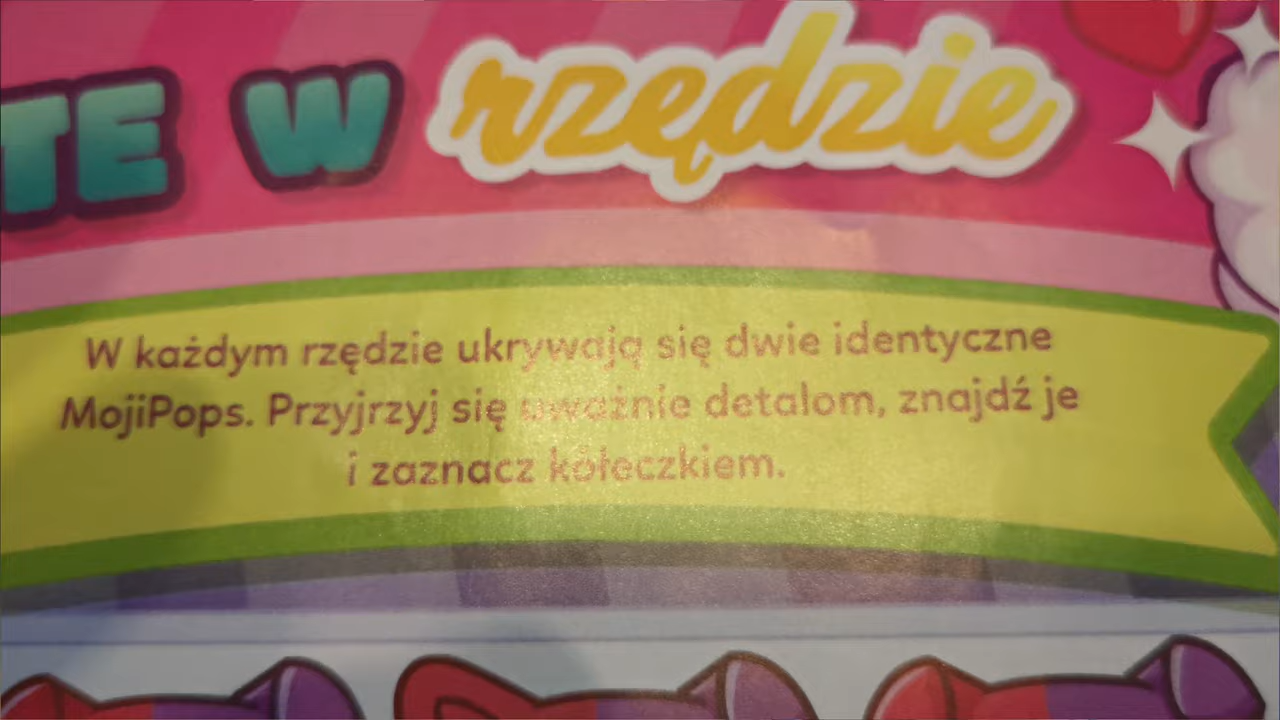 TE W rzędzie
W każdym rzędzie ukrywają się dwie identyczne
MojiPops. Przyjrzyj się uważnie detalom, znajdź je
i zaznacz kółeczkiem.